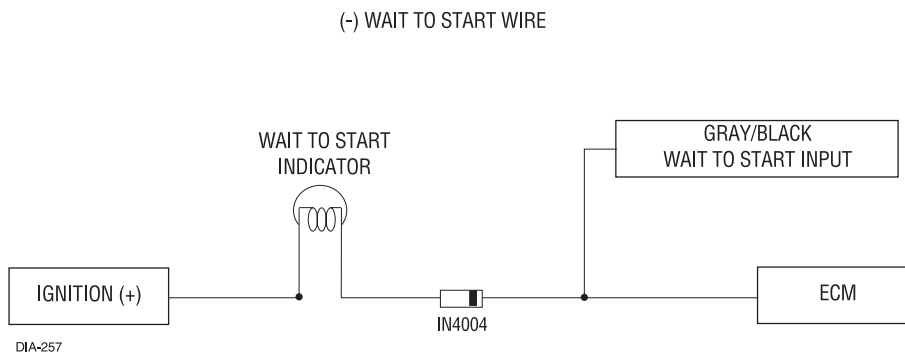 (-) WAIT TO START WIRE
WAIT TO START
INDICATOR
GRAY/BLACK
WAIT TO START INPUT
IGNITION (+)
IN4004
ECM
DIA-257